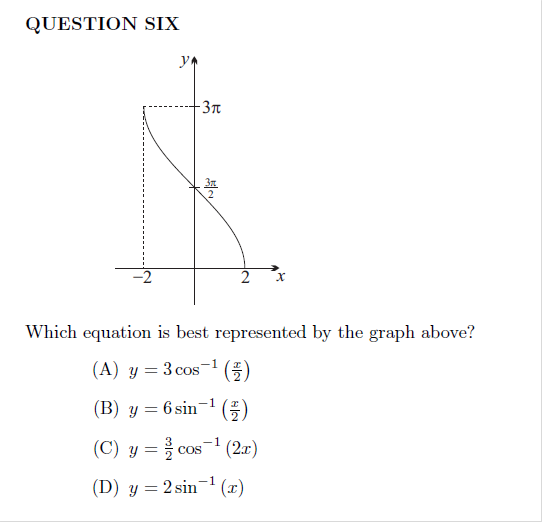 QUESTION SIX
y
3π
3π/2
−2
2
x
Which equation is best represented by the graph above?
(A) y = 3 cos⁻¹ (x/2)
(B) y = 6 sin⁻¹ (x/2)
(C) y = 3/2 cos⁻¹ (2x)
(D) y = 2 sin⁻¹ (x)